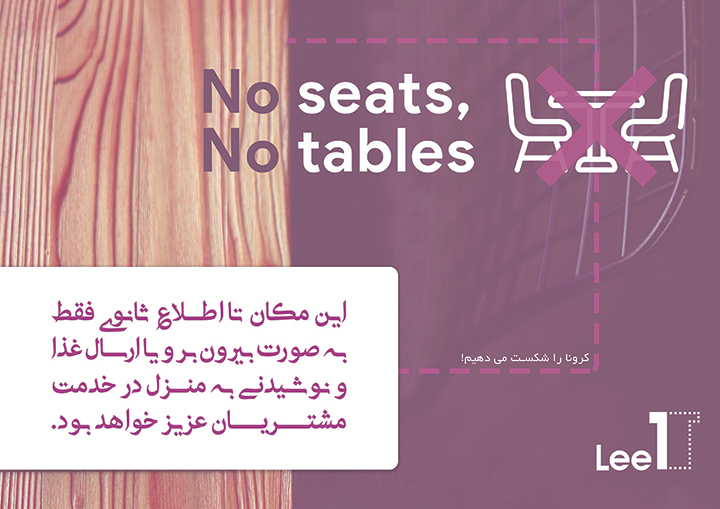 No seats,
No tables
این مکان تا اطلاع ثانوی فقط
به صورت بیرون بر و یا ارسال غذا
و نوشیدنی به منزل در خدمت
مشتریان عزیز خواهد بود.
کرونا را شکست می دهیم!
Lee1